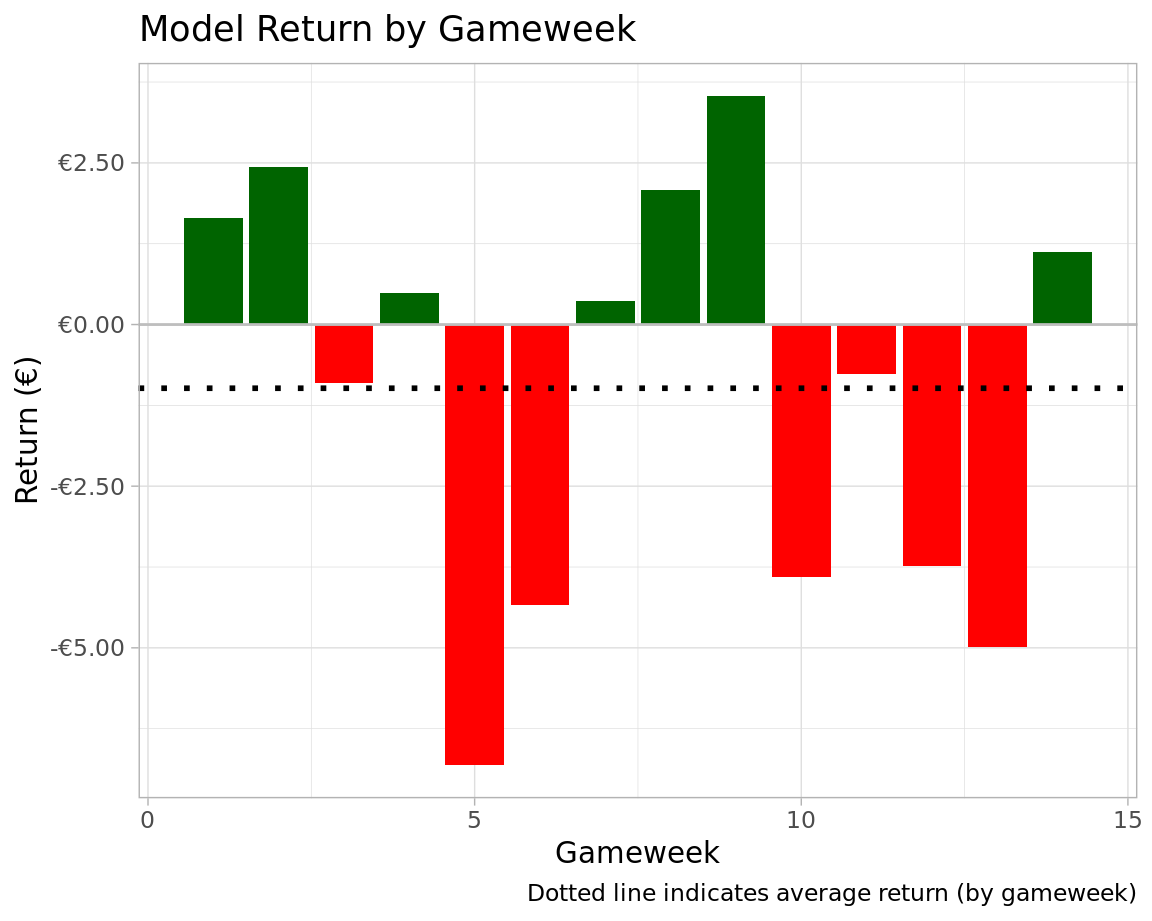 Model Return by Gameweek
€2.50
€0.00
-€2.50
-€5.00
Return (€)
0 5 10 15
Gameweek
Dotted line indicates average return (by gameweek)